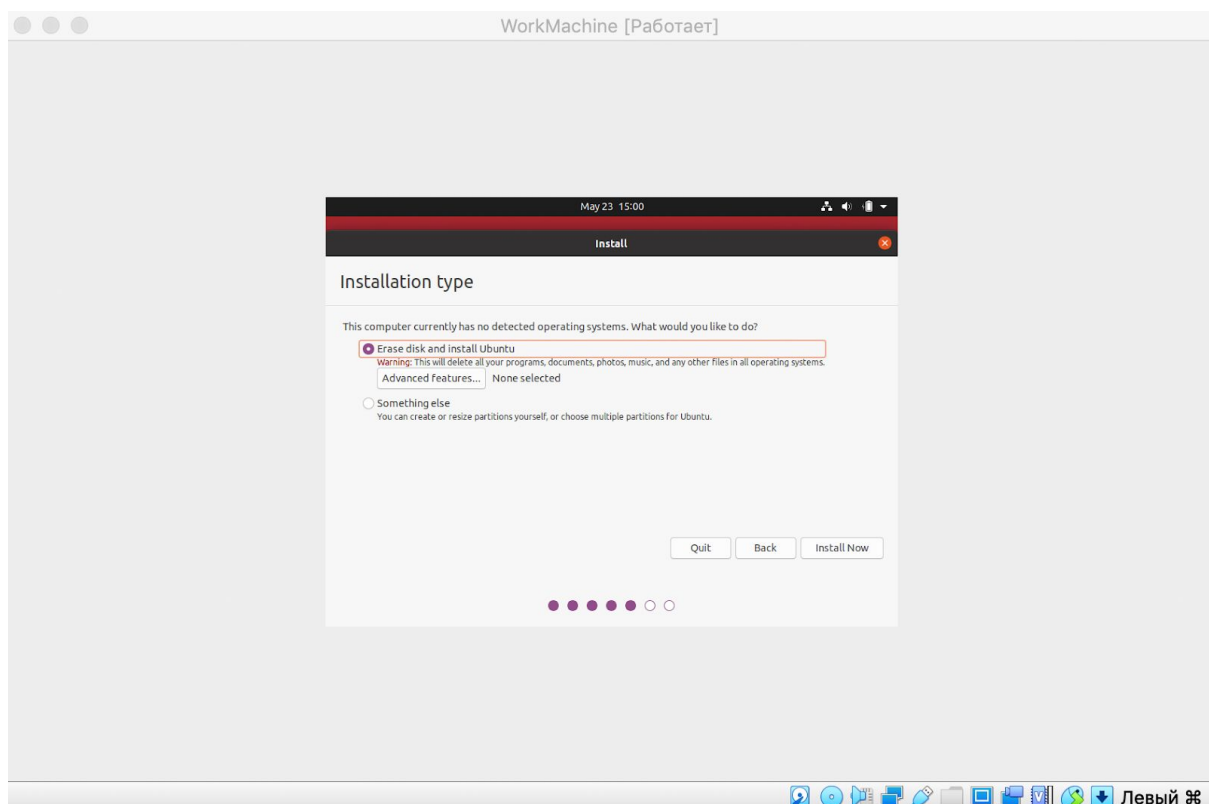 WorkMachine [Работает]
May 23 15:00
Install
Installation type
This computer currently has no detected operating systems. What would you like to do?
Erase disk and install Ubuntu
Warning: This will delete all your programs, documents, photos, music, and any other files in all operating systems.
Advanced features... None selected
Something else
You can create or resize partitions yourself, or choose multiple partitions for Ubuntu.
Quit Back Install Now
Левый ⌘